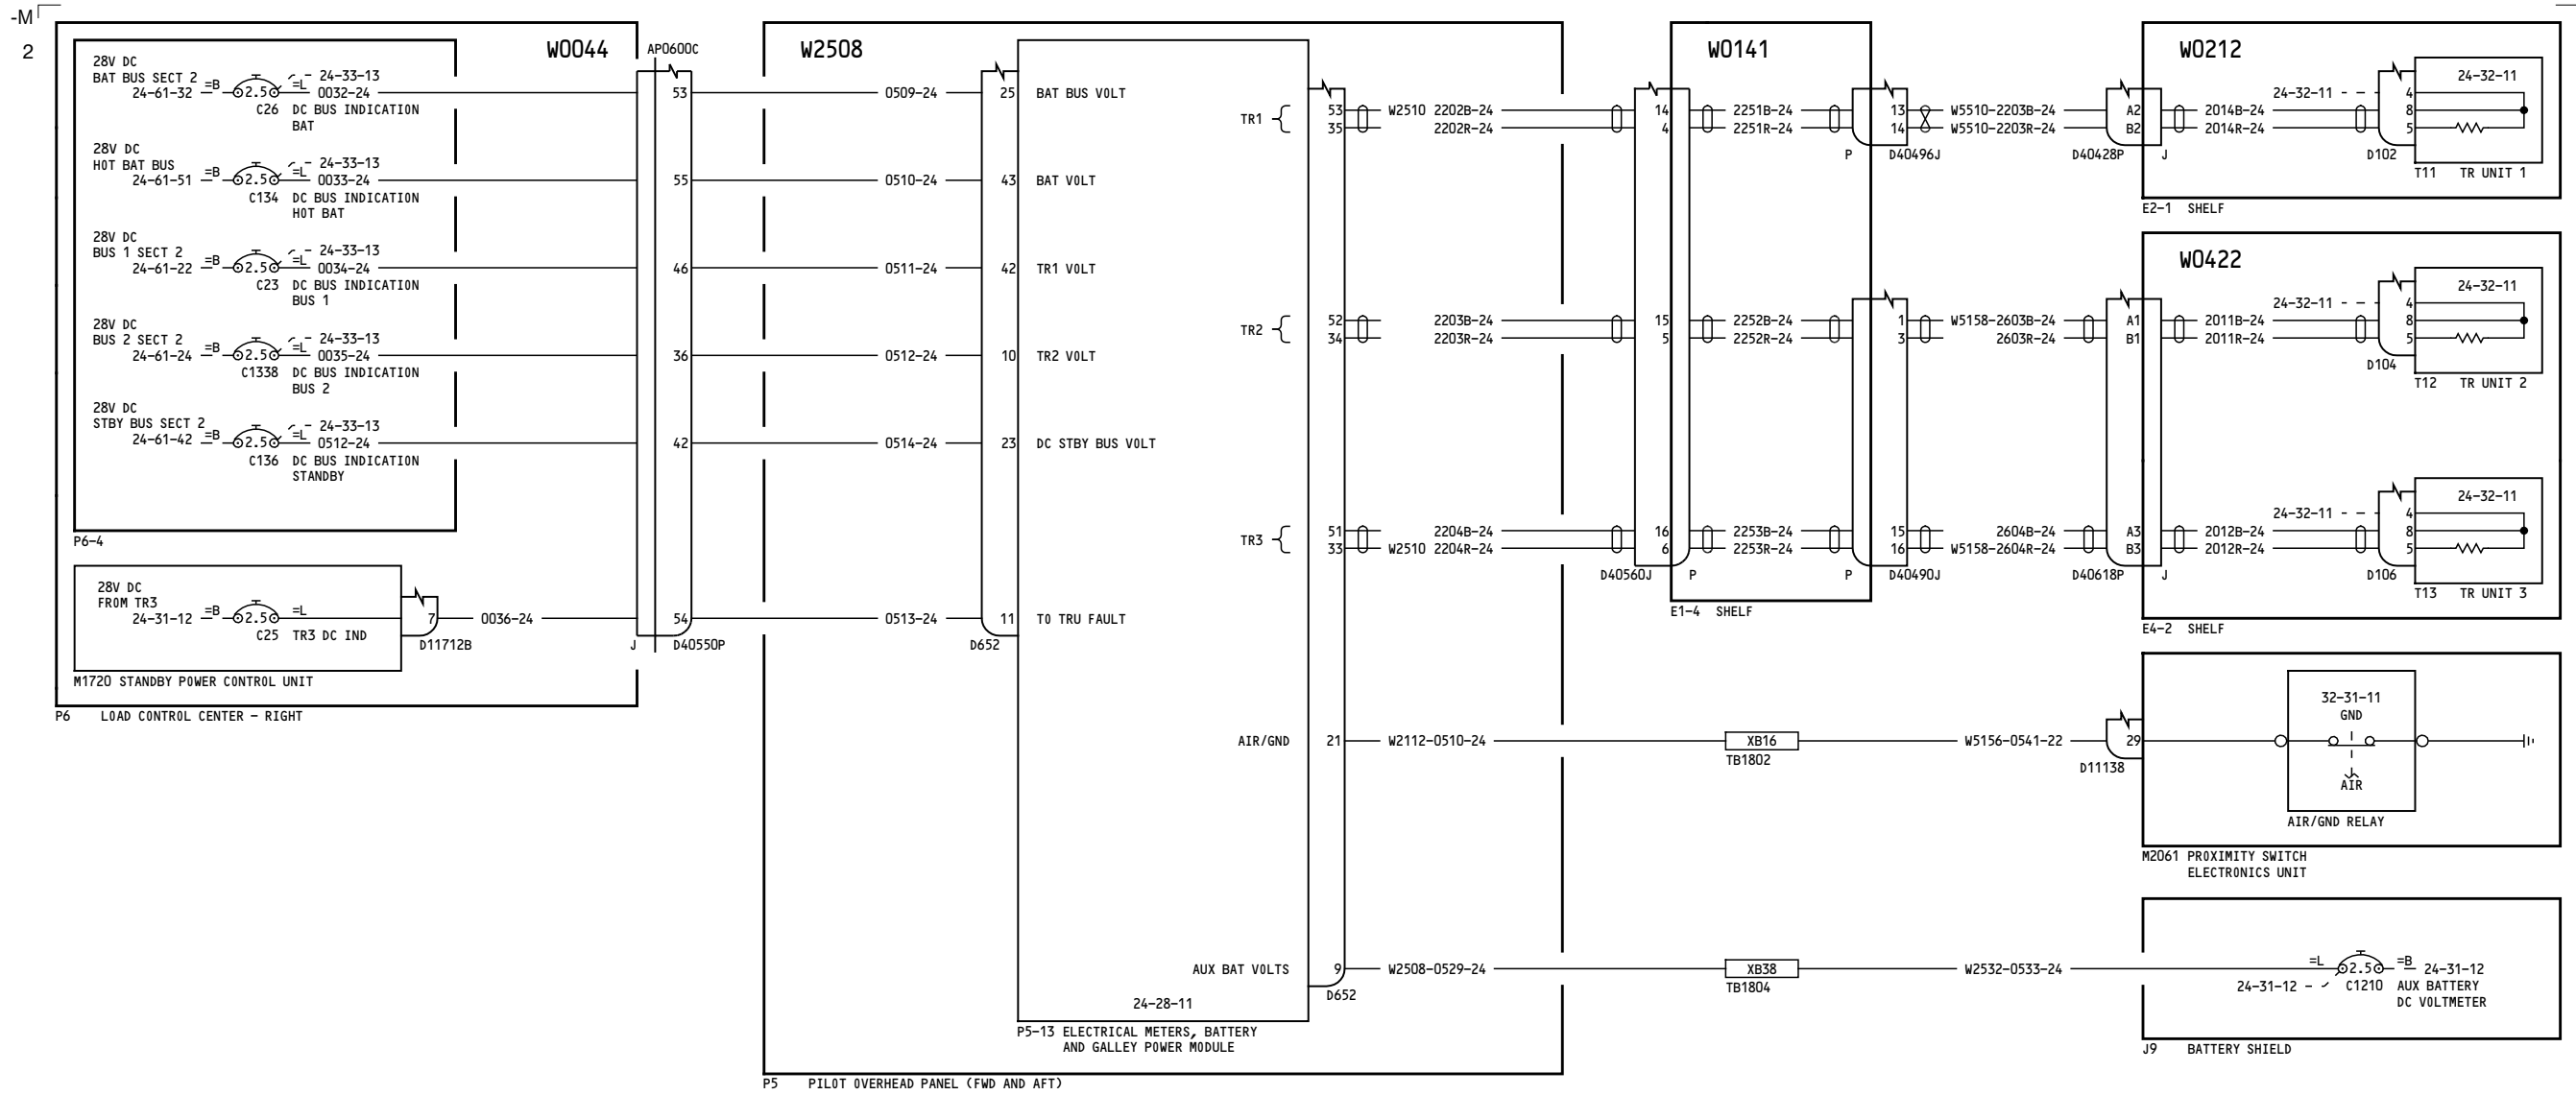 -M
2
W0044
28V DC
BAT BUS SECT 2
24-61-32
=B
2.5
=L
24-33-13
0032-24
C26 DC BUS INDICATION
BAT
28V DC
HOT BAT BUS
24-61-51
=B
2.5
=L
24-33-13
0033-24
C134 DC BUS INDICATION
HOT BAT
28V DC
BUS 1 SECT 2
24-61-22
=B
2.5
=L
24-33-13
0034-24
C23 DC BUS INDICATION
BUS 1
28V DC
BUS 2 SECT 2
24-61-24
=B
2.5
=L
24-33-13
0035-24
C1338 DC BUS INDICATION
BUS 2
28V DC
STBY BUS SECT 2
24-61-42
=B
2.5
=L
24-33-13
0512-24
C136 DC BUS INDICATION
STANDBY
P6-4
28V DC
FROM TR3
24-31-12
=B
2.5
=L
C25 TR3 DC IND
7
D11712B
0036-24
M1720 STANDBY POWER CONTROL UNIT
P6 LOAD CONTROL CENTER - RIGHT
AP0600C
53
55
46
36
42
54
J
D40550P
W2508
0509-24
25
BAT BUS VOLT
0510-24
43
BAT VOLT
0511-24
42
TR1 VOLT
0512-24
10
TR2 VOLT
0514-24
23
DC STBY BUS VOLT
0513-24
11
TO TRU FAULT
D652
TR1
53
35
TR2
52
34
TR3
51
33
AIR/GND
21
AUX BAT VOLTS
9
D652
24-28-11
P5-13 ELECTRICAL METERS, BATTERY
AND GALLEY POWER MODULE
P5 PILOT OVERHEAD PANEL (FWD AND AFT)
W2510 2202B-24
2202R-24
2203B-24
2203R-24
2204B-24
W2510 2204R-24
W2112-0510-24
W2508-0529-24
W0141
14
4
2251B-24
2251R-24
13
14
P
D40496J
15
5
2252B-24
2252R-24
1
3
16
6
2253B-24
2253R-24
15
16
D40560J
P
P
D40490J
E1-4 SHELF
XB16
TB1802
XB38
TB1804
W5510-2203B-24
W5510-2203R-24
W5158-2603B-24
2603R-24
2604B-24
W5158-2604R-24
W5156-0541-22
W2532-0533-24
W0212
A2
B2
D40428P
J
2014B-24
2014R-24
24-32-11
4
8
5
D102
24-32-11
T11 TR UNIT 1
E2-1 SHELF
W0422
A1
B1
2011B-24
2011R-24
24-32-11
4
8
5
D104
24-32-11
T12 TR UNIT 2
A3
B3
D40618P
J
2012B-24
2012R-24
24-32-11
4
8
5
D106
24-32-11
T13 TR UNIT 3
E4-2 SHELF
29
D11138
32-31-11
GND
AIR
AIR/GND RELAY
M2061 PROXIMITY SWITCH
ELECTRONICS UNIT
=L
2.5
=B
24-31-12
24-31-12
C1210 AUX BATTERY
DC VOLTMETER
J9 BATTERY SHIELD